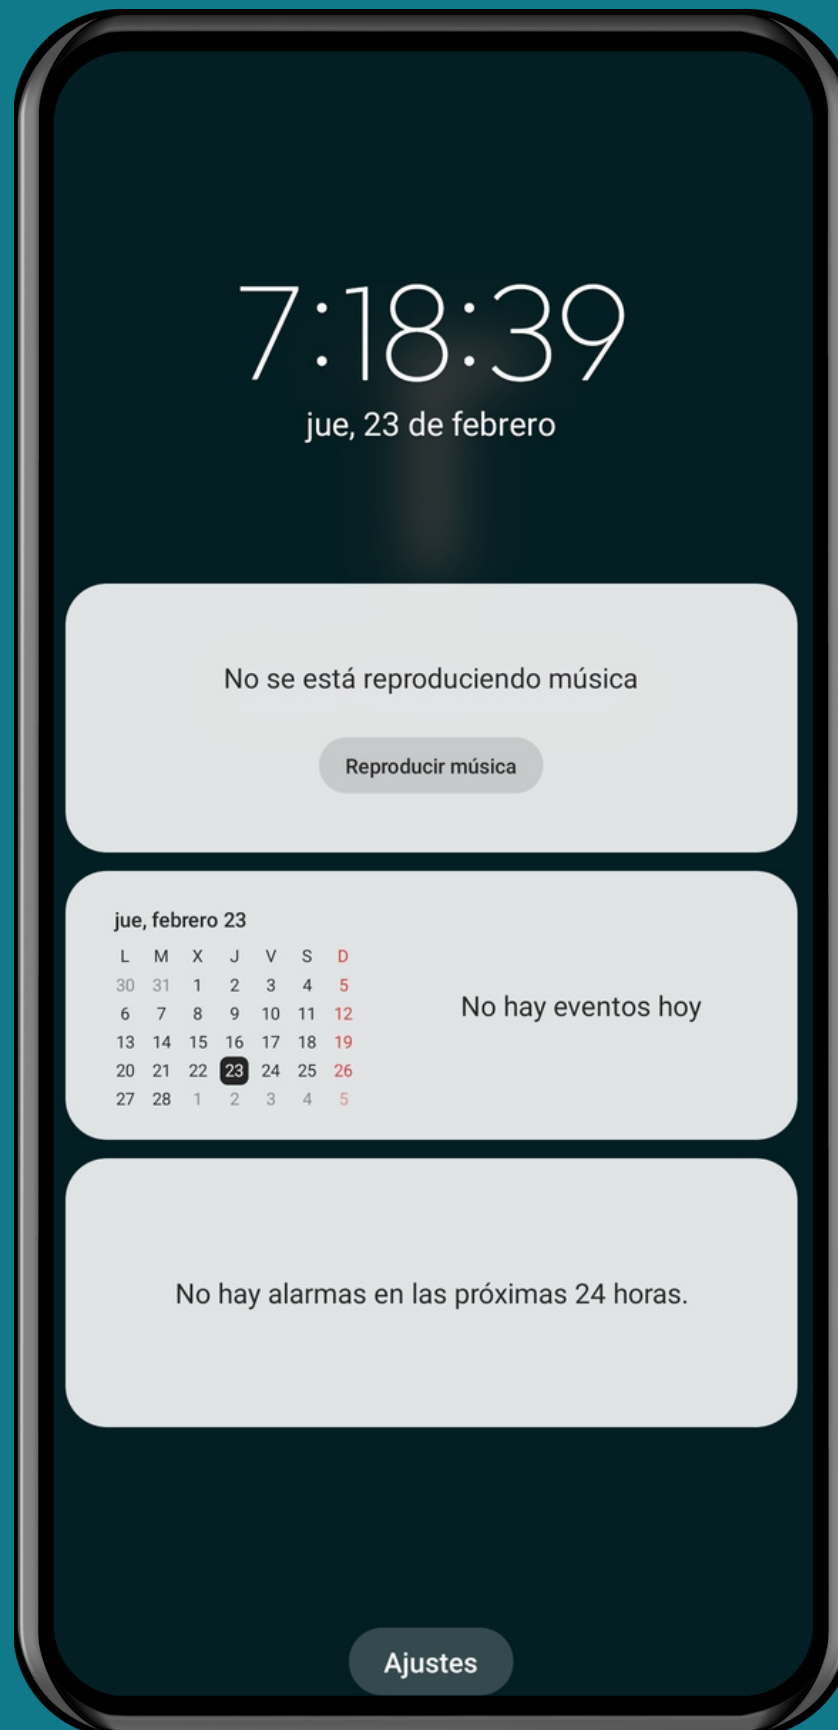 7:18:39
jue, 23 de febrero
No se está reproduciendo música
Reproducir música
jue, febrero 23
L M X J V S D
30 31 1 2 3 4 5
6 7 8 9 10 11 12
13 14 15 16 17 18 19
20 21 22 23 24 25 26
27 28 1 2 3 4 5
No hay eventos hoy
No hay alarmas en las próximas 24 horas.
Ajustes